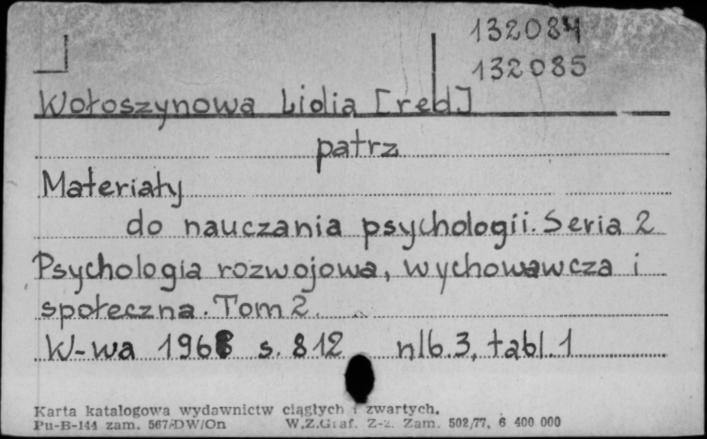 132084
132085
Wołoszynowa Lidia [red]
patrz
Materiały
do nauczania psychologii. Seria 2
Psychologia rozwojowa, wychowawcza i
społeczna. Tom 2.
W-wa 1968 s. 812 nlb. 3, tabl. 1
Karta katalogowa wydawnictw ciągłych i zwartych.
Pu-B-144 zam. 567/DW/On W.Z.Graf. Z-z. Zam. 502/77, 6 400 000